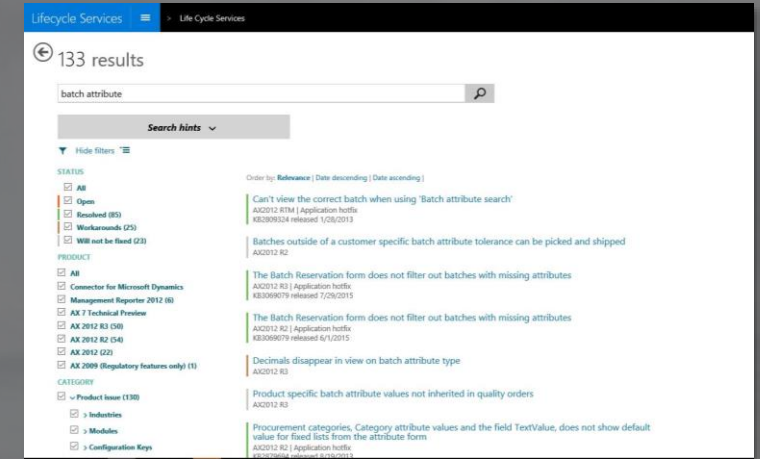 Lifecycle Services > Life Cycle Services
133 results
batch attribute
Search hints
Hide filters
STATUS
All
Open
Resolved (85)
Workarounds (25)
Will not be fixed (23)
PRODUCT
All
Connector for Microsoft Dynamics
Management Reporter 2012 (6)
AX 7 Technical Preview
AX 2012 R3 (50)
AX 2012 R2 (54)
AX 2012 (22)
AX 2009 (Regulatory features only) (1)
CATEGORY
Product issue (130)
> Industries
> Modules
> Configuration Keys
Order by: Relevance | Date descending | Date ascending |
Can't view the correct batch when using 'Batch attribute search'
AX2012 RTM | Application hotfix
KB2809324 released 1/28/2013
Batches outside of a customer specific batch attribute tolerance can be picked and shipped
AX2012 R2
The Batch Reservation form does not filter out batches with missing attributes
AX2012 R3 | Application hotfix
KB3069079 released 7/29/2015
The Batch Reservation form does not filter out batches with missing attributes
AX2012 R2 | Application hotfix
KB3069079 released 6/1/2015
Decimals disappear in view on batch attribute type
AX2012 R3
Product specific batch attribute values not inherited in quality orders
AX2012 R3
Procurement categories, Category attribute values and the field TextValue, does not show default
value for fixed lists from the attribute form
AX2012 R2 | Application hotfix
KB2879694 released 8/19/2013